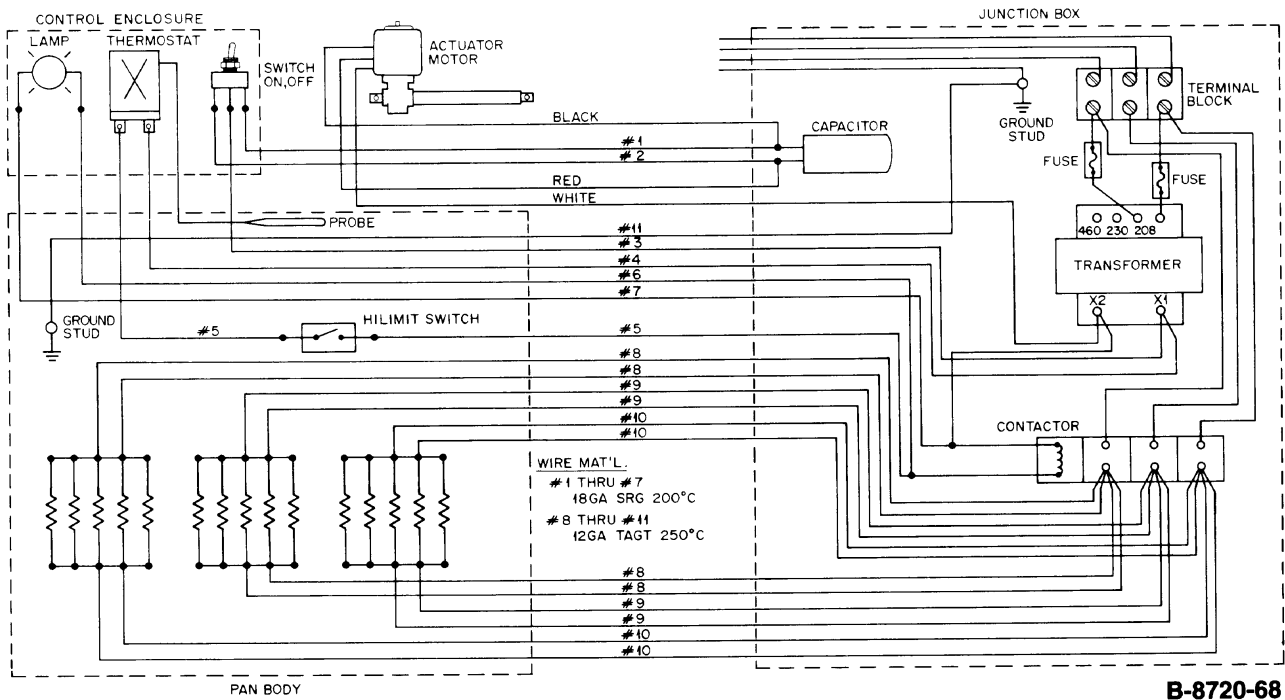 CONTROL ENCLOSURE
JUNCTION BOX
LAMP
THERMOSTAT
SWITCH
ON,OFF
ACTUATOR
MOTOR
TERMINAL
BLOCK
BLACK
CAPACITOR
GROUND
STUD
#1
#2
FUSE
FUSE
RED
WHITE
PROBE
460 230 208
#11
#3
#4
#6
#7
TRANSFORMER
X2
X1
GROUND
STUD
#5
HILIMIT SWITCH
#5
#8
#8
#9
#9
#10
#10
CONTACTOR
WIRE MAT'L.
#1 THRU #7
18GA SRG 200°C
#8 THRU #11
12GA TAGT 250°C
#8
#8
#9
#9
#10
#10
PAN BODY
B-8720-68